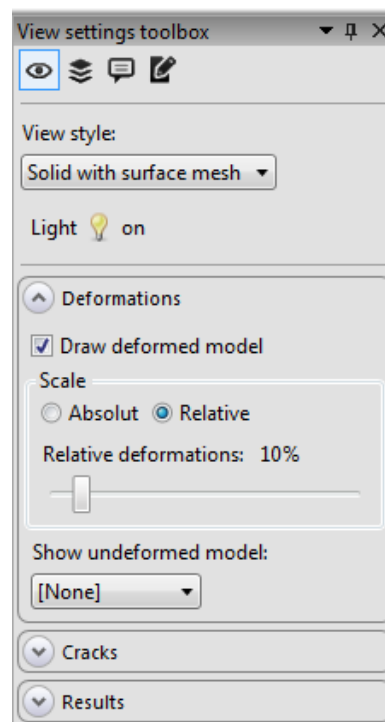 View settings toolbox
View style:
Solid with surface mesh
Light on
Deformations
Draw deformed model
Scale
Absolut Relative
Relative deformations: 10%
Show undeformed model:
[None]
Cracks
Results